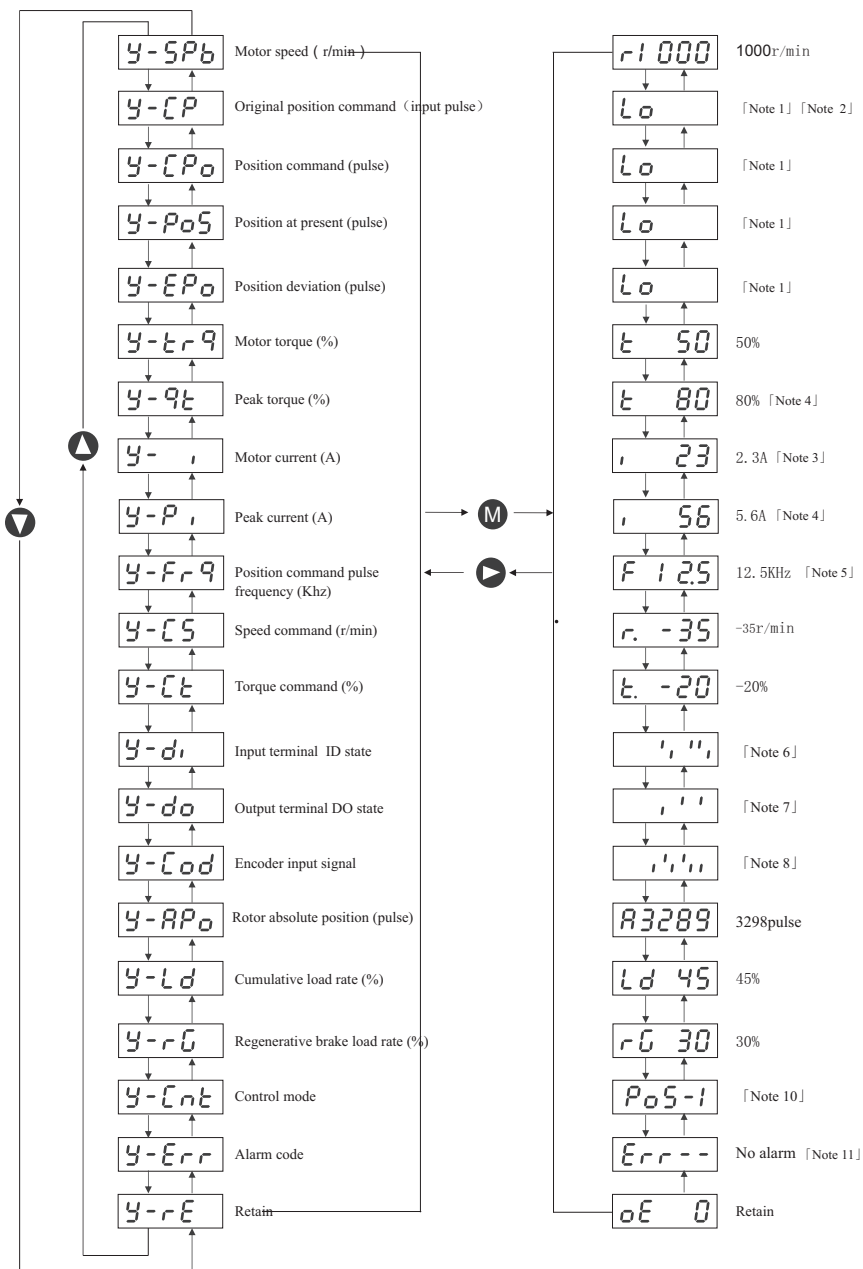 y-SPb Motor speed ( r/min ) r1000 1000r/min
y-CP Original position command（input pulse） Lo 「Note 1」「Note 2」
y-CPo Position command (pulse) Lo 「Note 1」
y-PoS Position at present (pulse) Lo 「Note 1」
y-EPo Position deviation (pulse) Lo 「Note 1」
y-trq Motor torque (%) t 50 50%
y-qt Peak torque (%) t 80 80%「Note 4」
y- i Motor current (A) i 23 2.3A「Note 3」
y-Pi Peak current (A) i 56 5.6A「Note 4」
M
y-Frq Position command pulse F 12.5 12.5KHz 「Note 5」
frequency (Khz)
y-CS Speed command (r/min) r. -35 -35r/min
y-Ct Torque command (%) t. -20 -20%
y-di Input terminal ID state 「Note 6」
y-do Output terminal DO state 「Note 7」
y-Cod Encoder input signal 「Note 8」
y-APo Rotor absolute position (pulse) A3289 3298pulse
y-Ld Cumulative load rate (%) Ld 45 45%
y-rG Regenerative brake load rate (%) rG 30 30%
y-Cnt Control mode PoS-1 「Note 10」
y-Err Alarm code Err-- No alarm「Note 11」
y-rE Retain oE 0 Retain